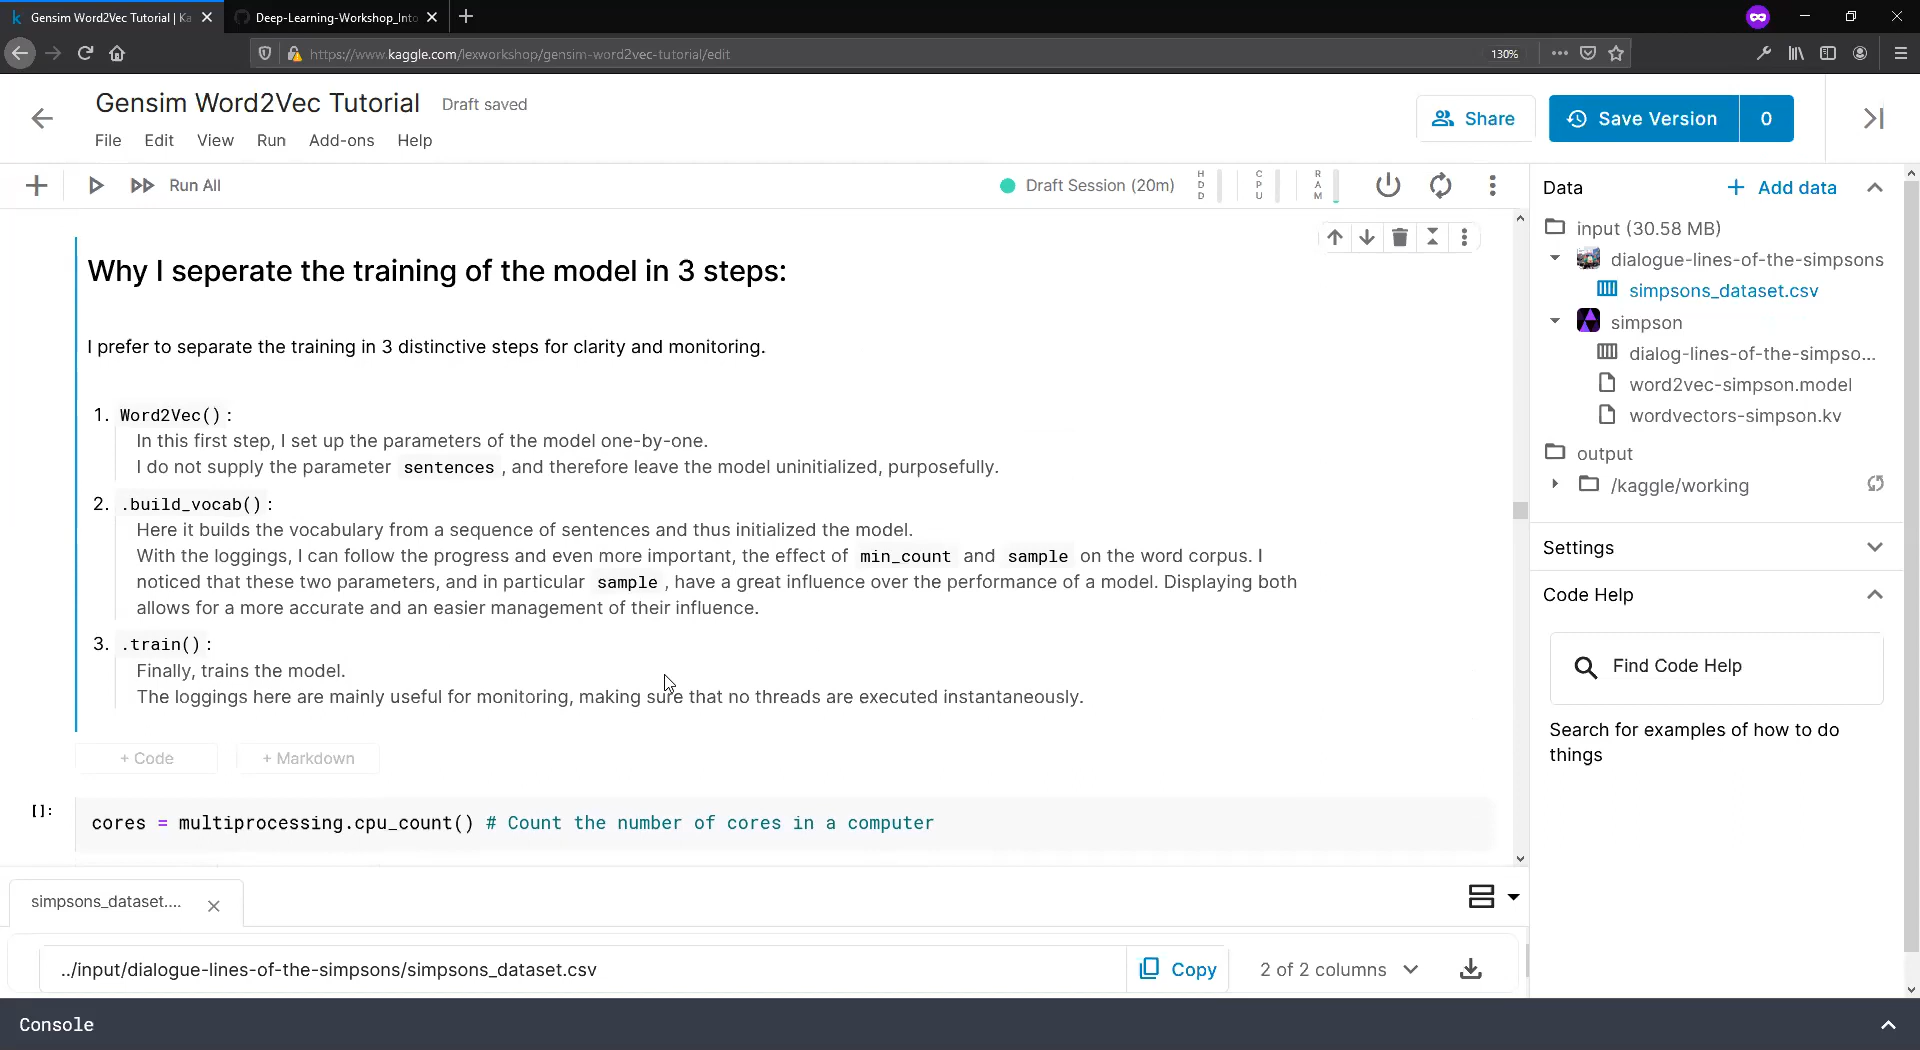 Gensim Word2Vec Tutorial | Ka
Deep-Learning-Workshop_Into
https://www.kaggle.com/lexworkshop/gensim-word2vec-tutorial/edit
130%
Gensim Word2Vec Tutorial
Draft saved
File Edit View Run Add-ons Help
Share
Save Version
0
Run All
Draft Session (20m)
HDD
CPU
RAM
Why I seperate the training of the model in 3 steps:
I prefer to separate the training in 3 distinctive steps for clarity and monitoring.
1. Word2Vec():
In this first step, I set up the parameters of the model one-by-one.
I do not supply the parameter sentences, and therefore leave the model uninitialized, purposefully.
2. .build_vocab():
Here it builds the vocabulary from a sequence of sentences and thus initialized the model.
With the loggings, I can follow the progress and even more important, the effect of min_count and sample on the word corpus. I
noticed that these two parameters, and in particular sample, have a great influence over the performance of a model. Displaying both
allows for a more accurate and an easier management of their influence.
3. .train():
Finally, trains the model.
The loggings here are mainly useful for monitoring, making sure that no threads are executed instantaneously.
+ Code
+ Markdown
[]:
cores = multiprocessing.cpu_count() # Count the number of cores in a computer
simpsons_dataset....
../input/dialogue-lines-of-the-simpsons/simpsons_dataset.csv
Copy
2 of 2 columns
Console
Data
+ Add data
input (30.58 MB)
dialogue-lines-of-the-simpsons
simpsons_dataset.csv
simpson
dialog-lines-of-the-simpso...
word2vec-simpson.model
wordvectors-simpson.kv
output
/kaggle/working
Settings
Code Help
Find Code Help
Search for examples of how to do
things